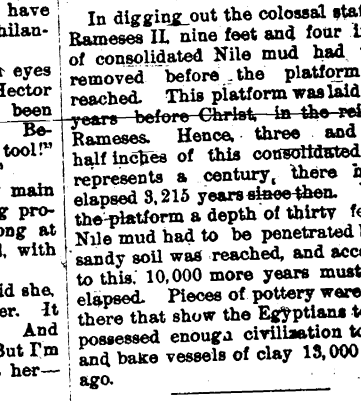 have
hilan-
eyes
Hector
been
Be-
tool!"
main
pro-
ong at
, with
id she,
er. It
And
But I'm
her—
In digging out the colossal
Rameses II, nine feet and four
of consolidated Nile mud had
removed before the platform
reached. This platform was laid
years before Christ, in the
Rameses. Hence, three and
half inches of this consolidated
represents a century, there
elapsed 3,215 years since then.
the platform a depth of thirty
Nile mud had to be penetrated
sandy soil was reached, and
to this, 10,000 more years must
elapsed. Pieces of pottery were
there that show the Egyptians
possessed enoug civilization
and bake vessels of clay 13,000
ago.